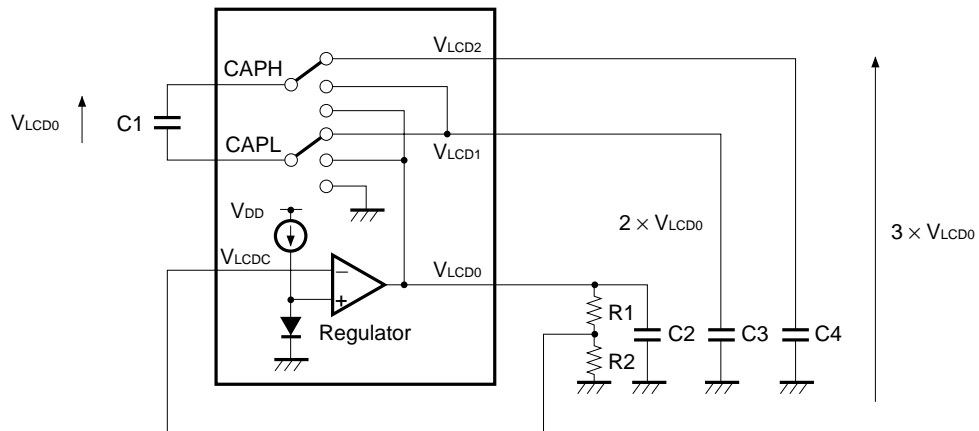 VLCD2
CAPH
VLCD0
C1
CAPL
VLCD1
VDD
2 × VLCD0
3 × VLCD0
VLCDC
VLCD0
−
+
Regulator
R1
R2
C2
C3
C4